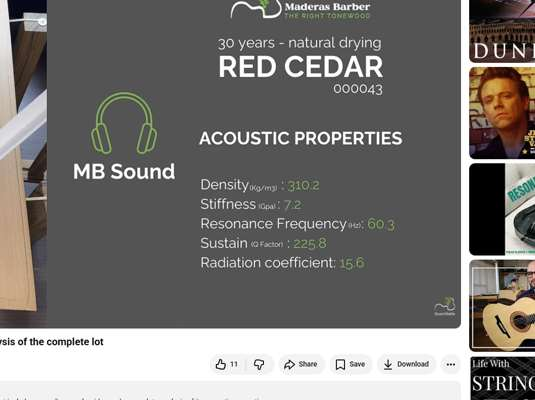 Maderas Barber
THE RIGHT TONEWOOD
30 years - natural drying
RED CEDAR
000043
ACOUSTIC PROPERTIES
MB Sound
Density (Kg/m3) : 310.2
Stiffness (Gpa) : 7.2
Resonance Frequency (Hz): 60.3
Sustain (Q Factor) : 225.8
Radiation coefficient: 15.6
ysis of the complete lot
11
Share
Save
Download
...
DUN
RESON
Life With
STRING